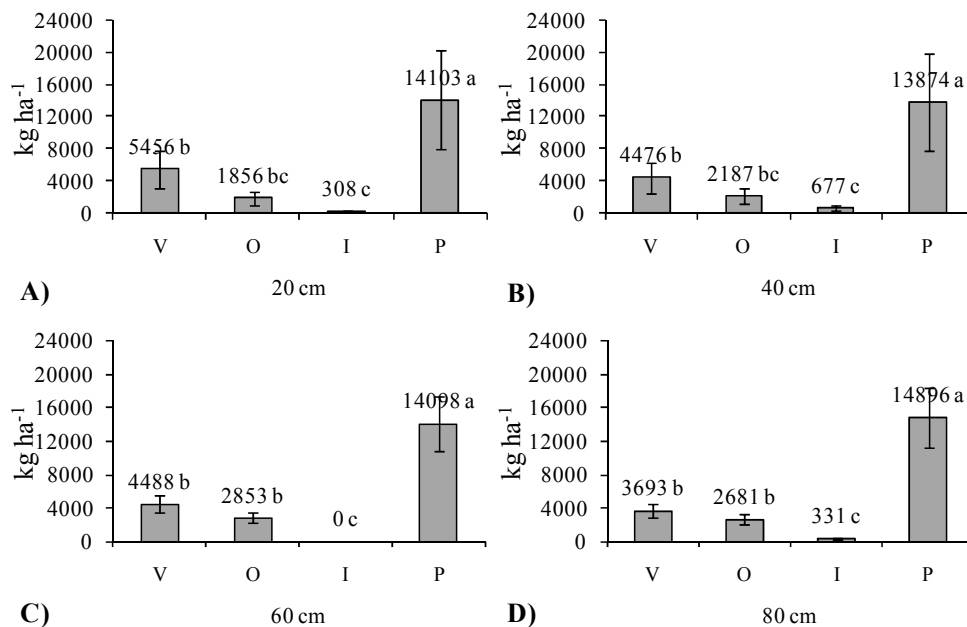 24000
20000
16000
12000
8000
4000
0
kg ha⁻¹
5456 b
1856 bc
308 c
14103 a
V O I P
A) 20 cm
24000
20000
16000
12000
8000
4000
0
kg ha⁻¹
4476 b
2187 bc
677 c
13874 a
V O I P
B) 40 cm
24000
20000
16000
12000
8000
4000
0
kg ha⁻¹
4488 b
2853 b
0 c
14098 a
V O I P
C) 60 cm
24000
20000
16000
12000
8000
4000
0
kg ha⁻¹
3693 b
2681 b
331 c
14896 a
V O I P
D) 80 cm